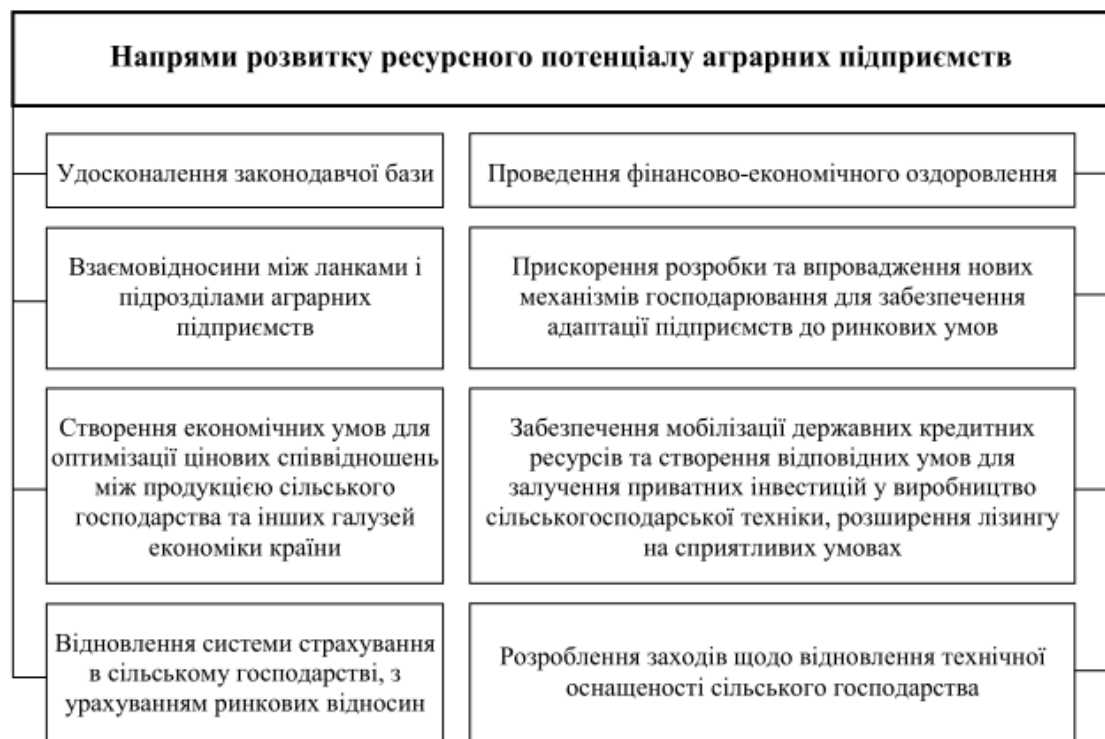 Напрями розвитку ресурсного потенціалу аграрних підприємств
Удосконалення законодавчої бази
Проведення фінансово-економічного оздоровлення
Взаємовідносини між ланками і
підрозділами аграрних
підприємств
Прискорення розробки та впровадження нових
механізмів господарювання для забезпечення
адаптації підприємств до ринкових умов
Створення економічних умов для
оптимізації цінових співвідношень
між продукцією сільського
господарства та інших галузей
економіки країни
Забезпечення мобілізації державних кредитних
ресурсів та створення відповідних умов для
залучення приватних інвестицій у виробництво
сільськогосподарської техніки, розширення лізингу
на сприятливих умовах
Відновлення системи страхування
в сільському господарстві, з
урахуванням ринкових відносин
Розроблення заходів щодо відновлення технічної
оснащеності сільського господарства